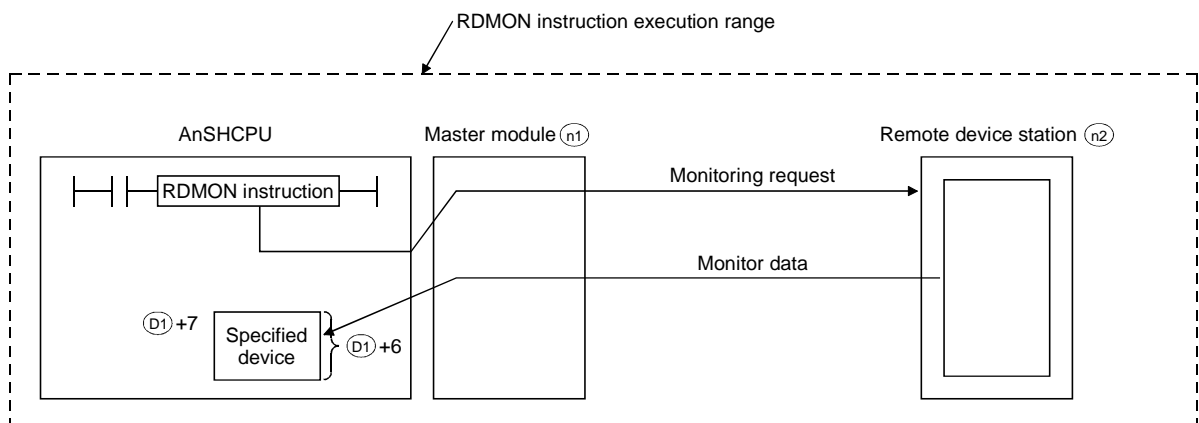 RDMON instruction execution range
AnSHCPU
Master module n1
Remote device station n2
RDMON instruction
Monitoring request
Monitor data
D1 +7
Specified
device
D1 +6